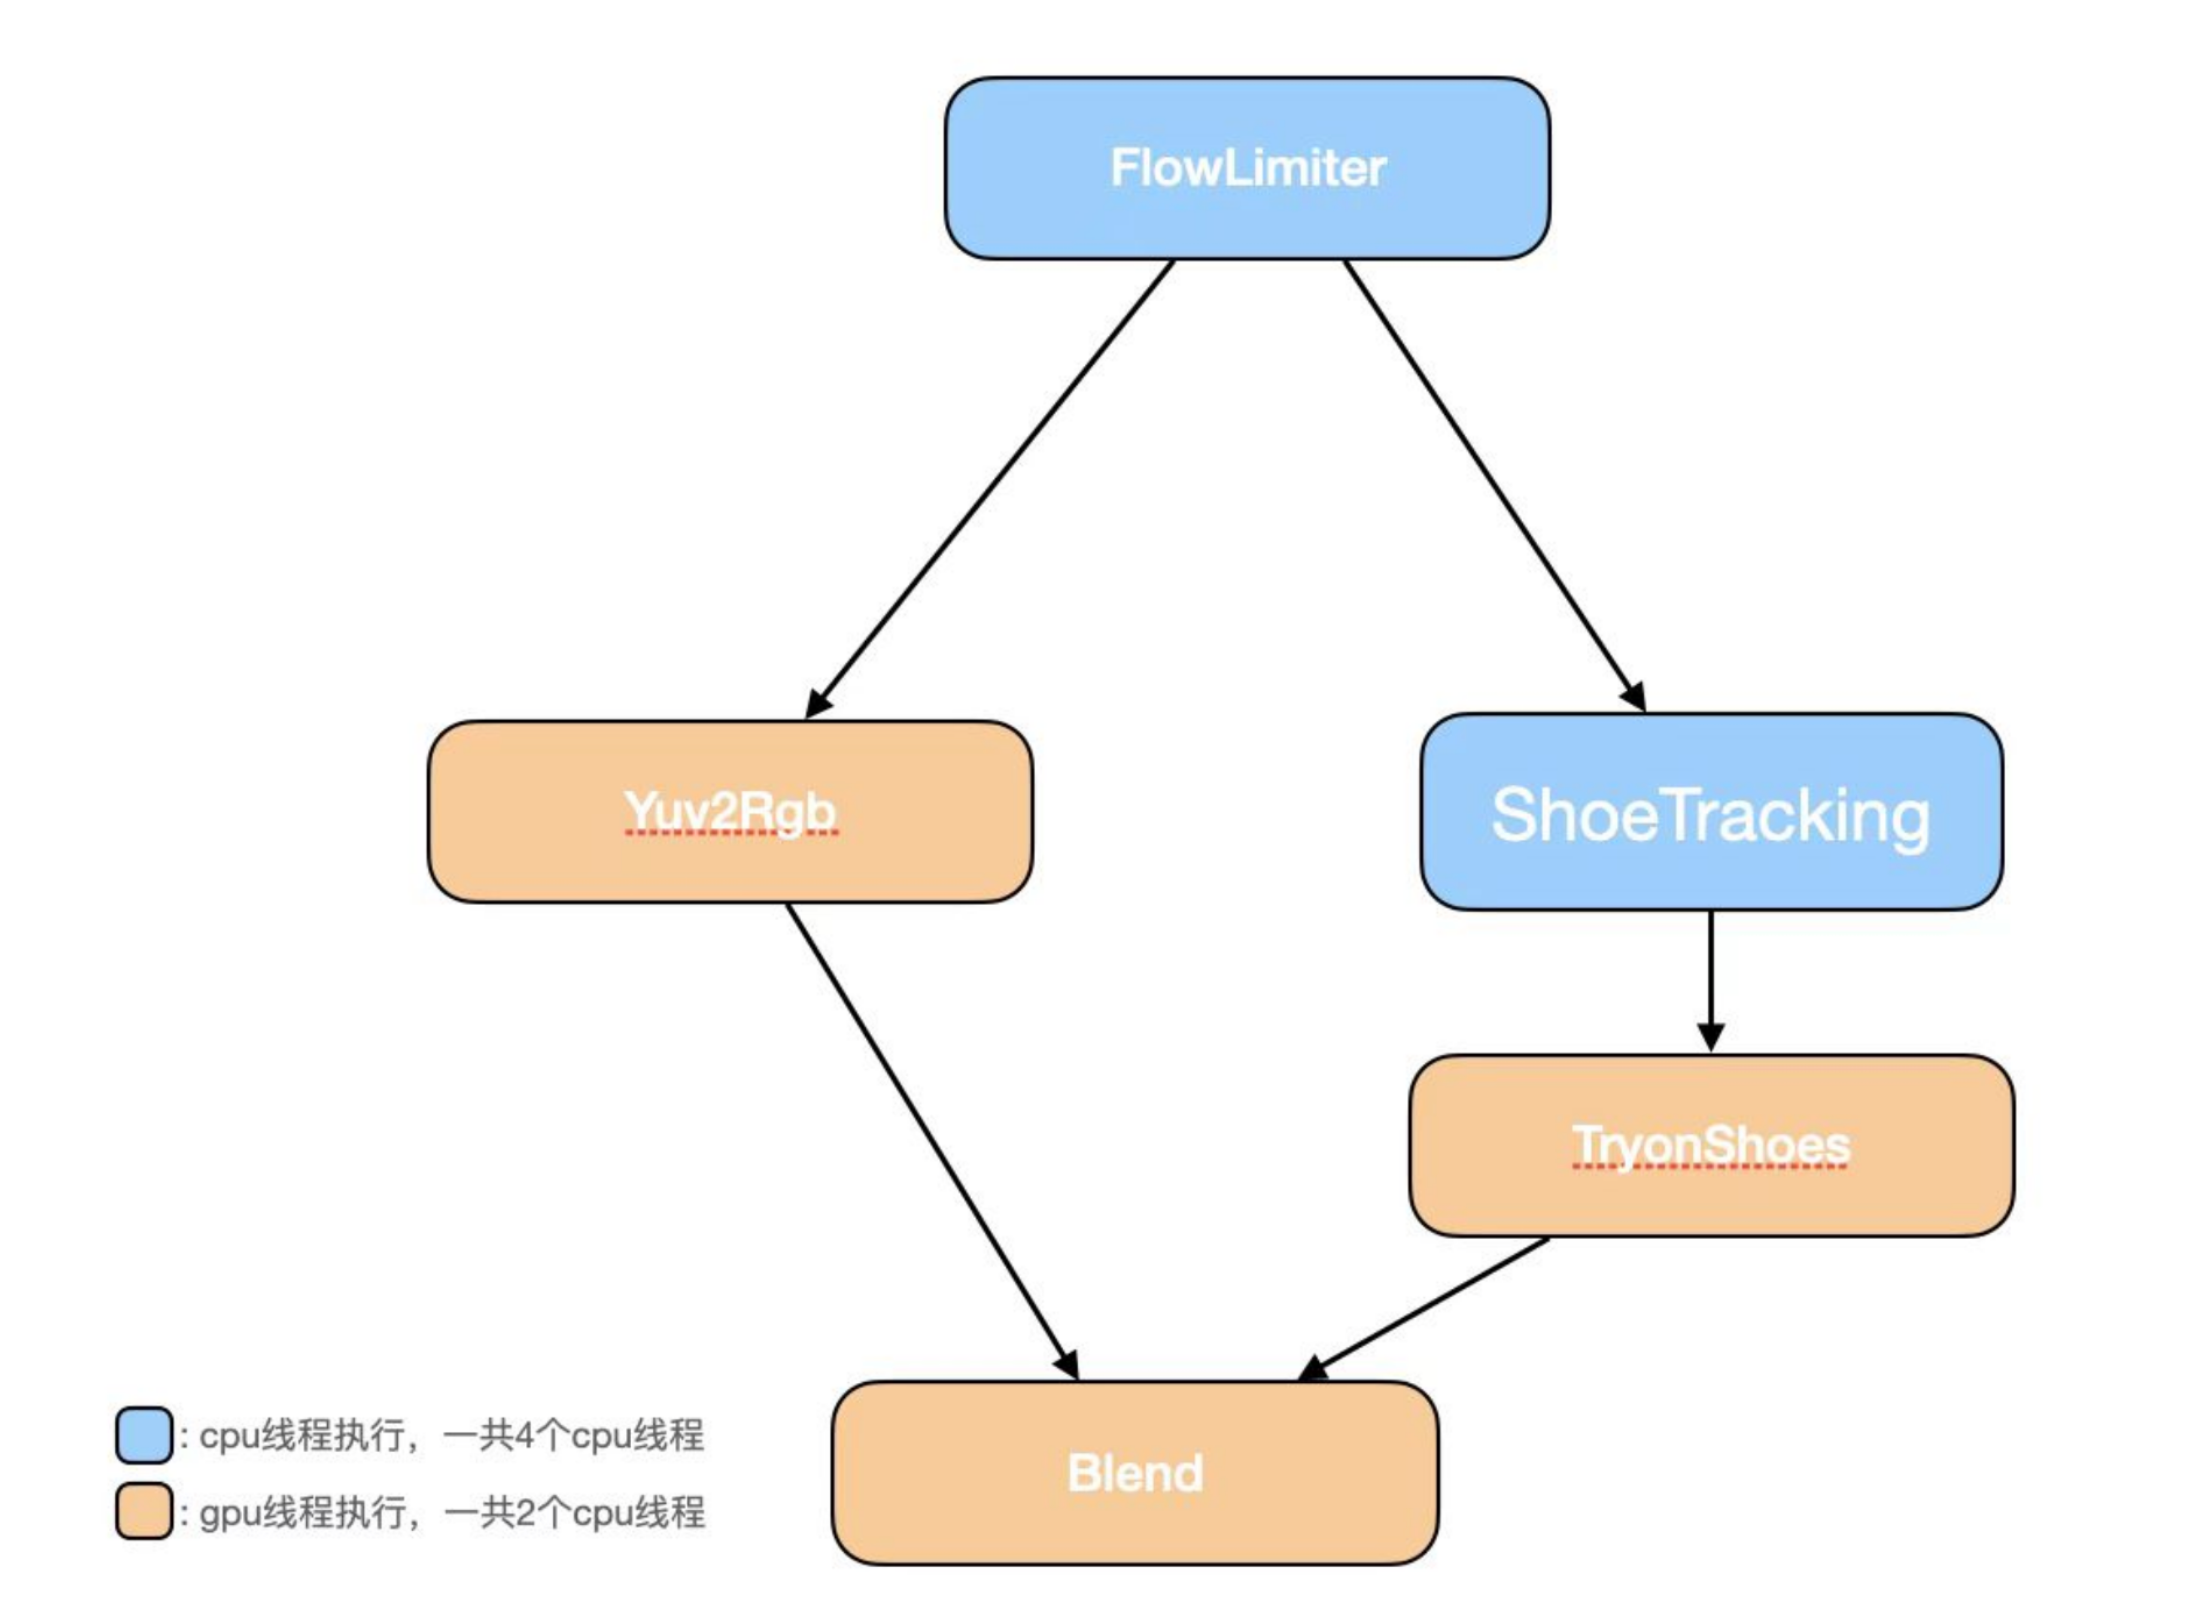 FlowLimiter
Yuv2Rgb
ShoeTracking
TryonShoes
Blend
: cpu线程执行，一共4个cpu线程
: gpu线程执行，一共2个cpu线程